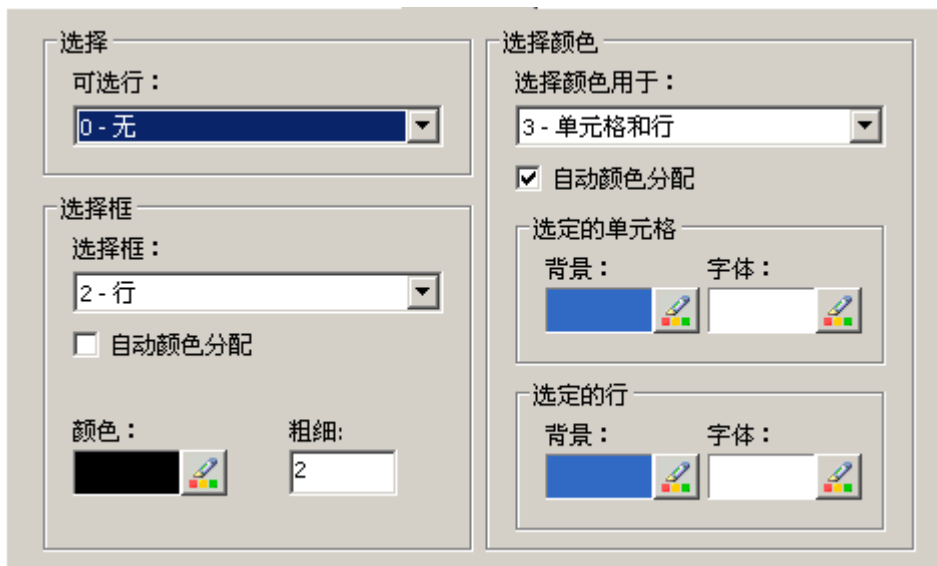 选择
可选行：
0 - 无
选择框
选择框：
2 - 行
自动颜色分配
颜色：
粗细:
2
选择颜色
选择颜色用于：
3 - 单元格和行
自动颜色分配
选定的单元格
背景：
字体：
选定的行
背景：
字体：